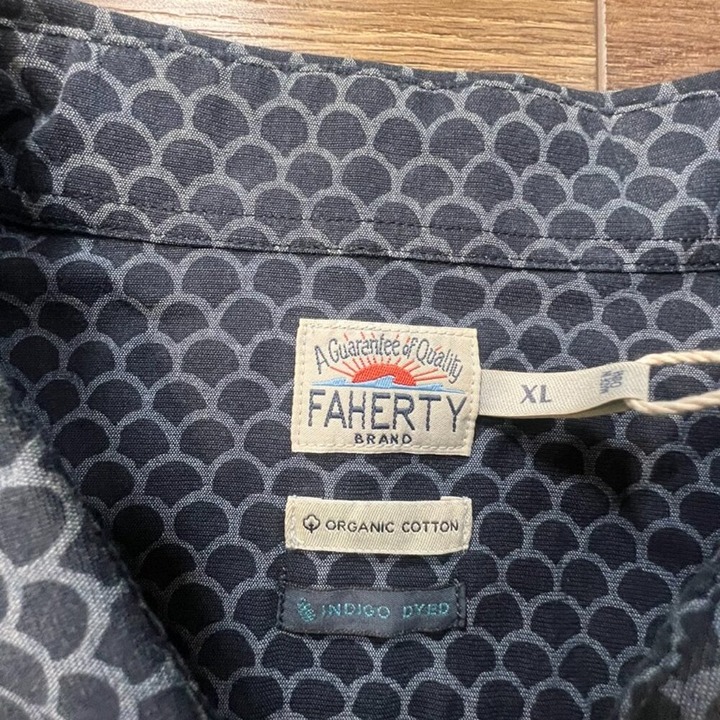 A Guarantee of Quality
FAHERTY
BRAND
XL
ORGANIC COTTON
INDIGO DYED